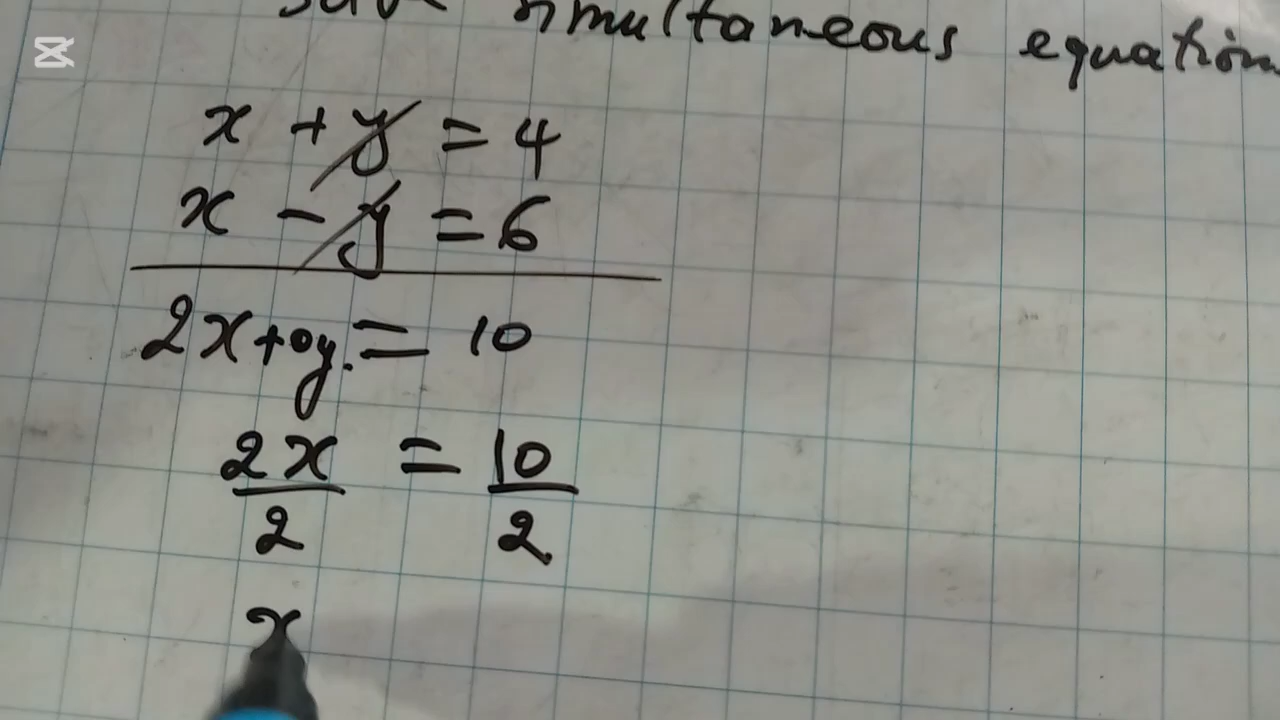 simultaneous equation
x + y = 4
x - y = 6
2x+0y. = 10
2x = 10
2 2
x